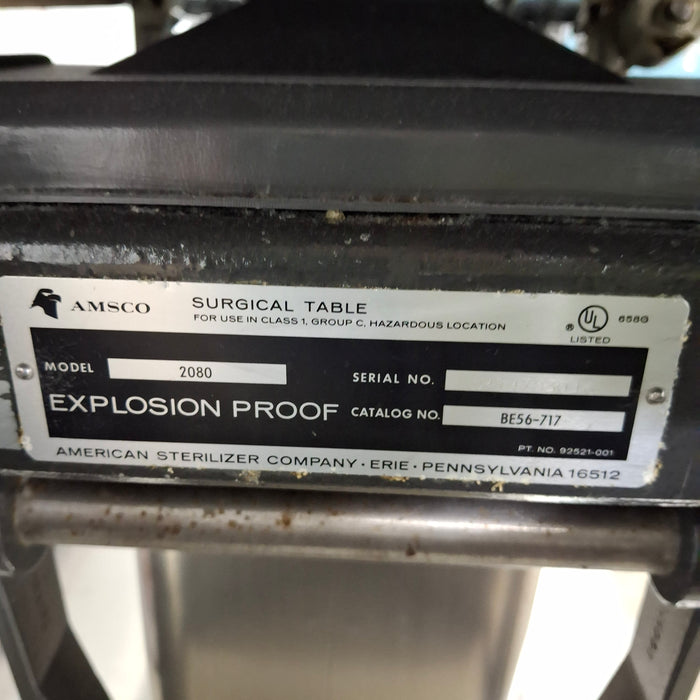 AMSCO
SURGICAL TABLE
FOR USE IN CLASS 1, GROUP C, HAZARDOUS LOCATION
® UL
LISTED
658G
MODEL 2080
SERIAL NO.
EXPLOSION PROOF
CATALOG NO. BE56-717
PT. NO. 92521-001
AMERICAN STERILIZER COMPANY · ERIE · PENNSYLVANIA 16512